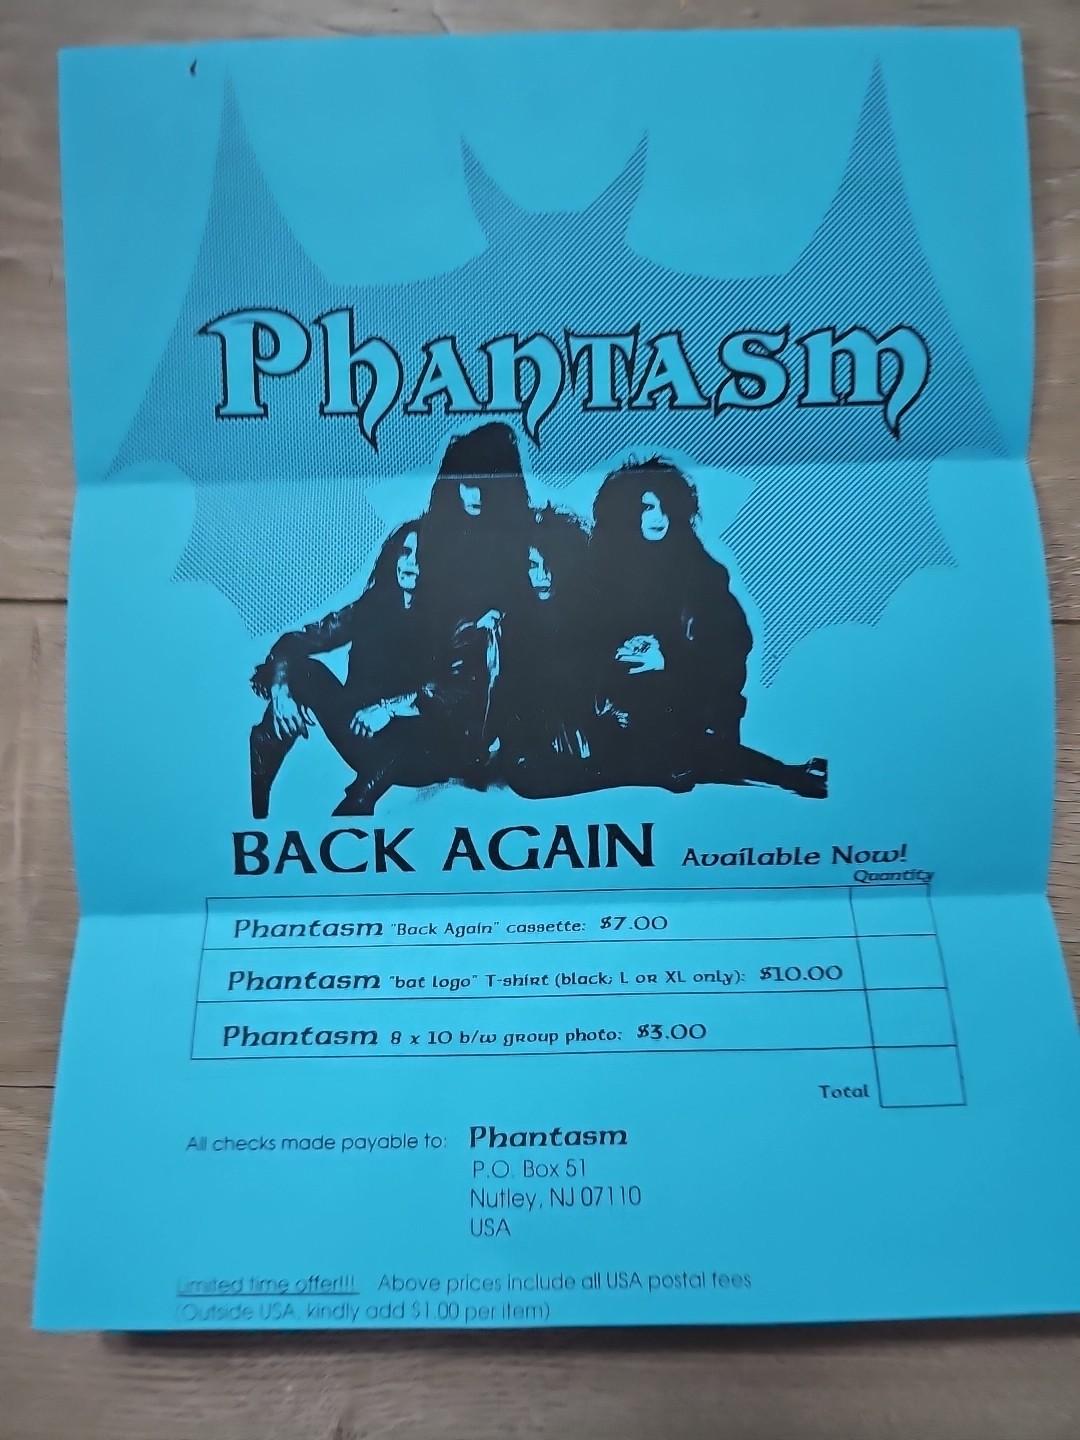 Phantasm
BACK AGAIN Available Now!
Quantity
Phantasm "Back Again" cassette: $7.00
Phantasm "bat logo" T-shirt (black; L or XL only): $10.00
Phantasm 8 x 10 b/w group photo: $3.00
Total
All checks made payable to: Phantasm
P.O. Box 51
Nutley, NJ 07110
USA
Limited time offer!!! Above prices include all USA postal fees
(Outside USA, kindly add $1.00 per item)